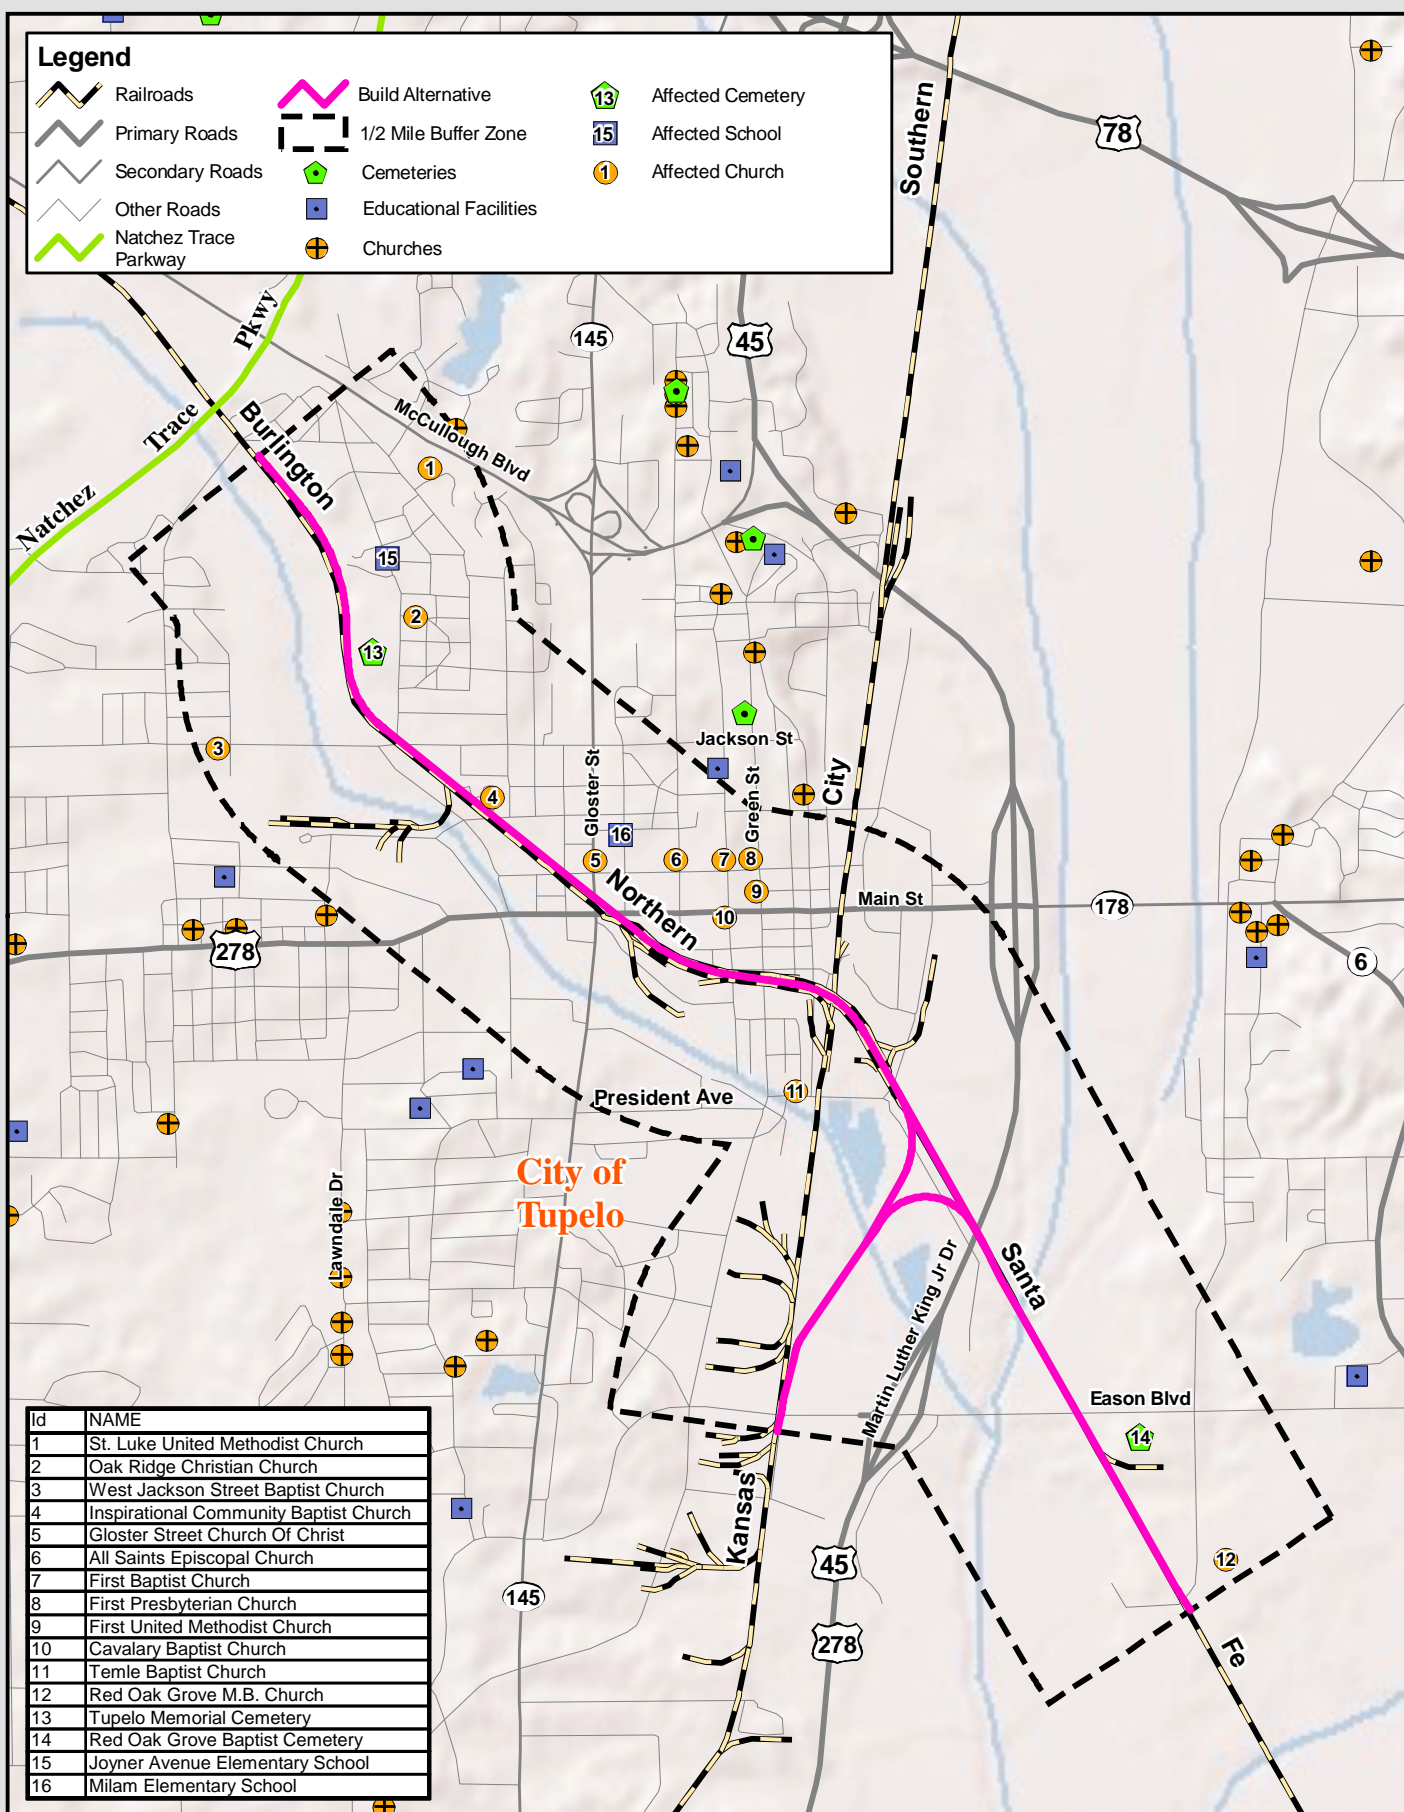 Legend
Railroads
Primary Roads
Secondary Roads
Other Roads
Natchez Trace
Parkway
Build Alternative
1/2 Mile Buffer Zone
Cemeteries
Educational Facilities
Churches
13 Affected Cemetery
15 Affected School
1 Affected Church
Southern
78
Pkwy
145
45
Trace
Burlington
McCullough Blvd
1
Natchez
15
2
13
Jackson St
3
City
Gloster St
Green St
4
16
5
6
7
8
9
Northern
10
Main St
178
278
6
11
President Ave
City of
Tupelo
Lawndale Dr
Martin Luther King Jr Dr
Santa
Eason Blvd
14
Kansas
12
45
145
278
Fe
Id NAME
1 St. Luke United Methodist Church
2 Oak Ridge Christian Church
3 West Jackson Street Baptist Church
4 Inspirational Community Baptist Church
5 Gloster Street Church Of Christ
6 All Saints Episcopal Church
7 First Baptist Church
8 First Presbyterian Church
9 First United Methodist Church
10 Cavalary Baptist Church
11 Temle Baptist Church
12 Red Oak Grove M.B. Church
13 Tupelo Memorial Cemetery
14 Red Oak Grove Baptist Cemetery
15 Joyner Avenue Elementary School
16 Milam Elementary School